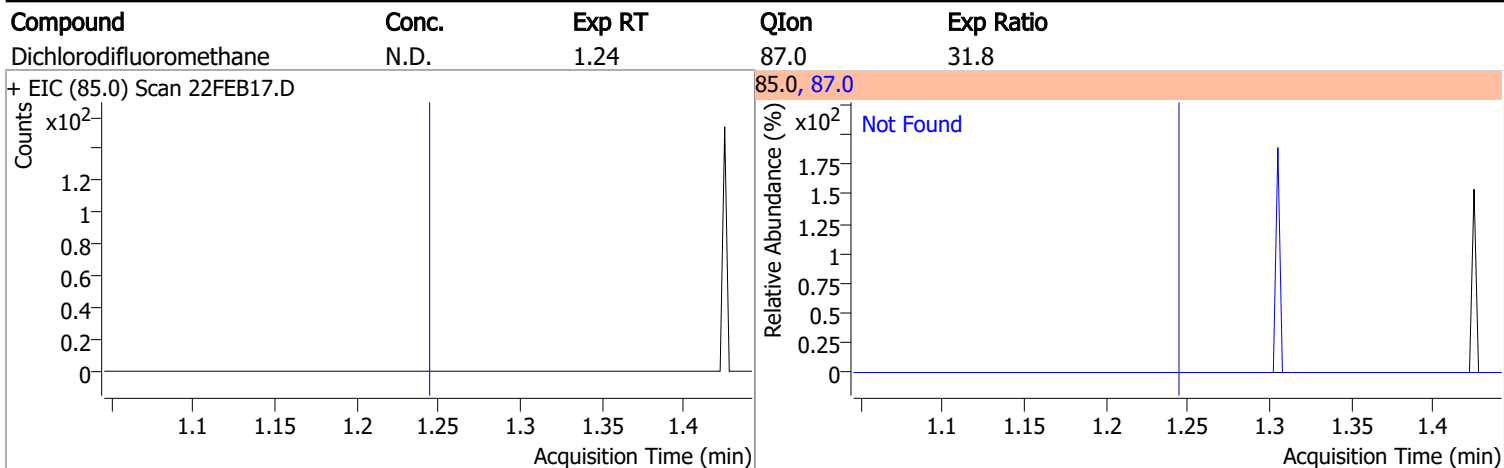 Compound Conc. Exp RT QIon Exp Ratio
Dichlorodifluoromethane N.D. 1.24 87.0 31.8
+ EIC (85.0) Scan 22FEB17.D
Counts
x10²
1.2
1
0.8
0.6
0.4
0.2
0
1.1 1.15 1.2 1.25 1.3 1.35 1.4
Acquisition Time (min)
85.0, 87.0
Relative Abundance (%)
x10²
Not Found
1.75
1.5
1.25
1
0.75
0.5
0.25
0
1.1 1.15 1.2 1.25 1.3 1.35 1.4
Acquisition Time (min)